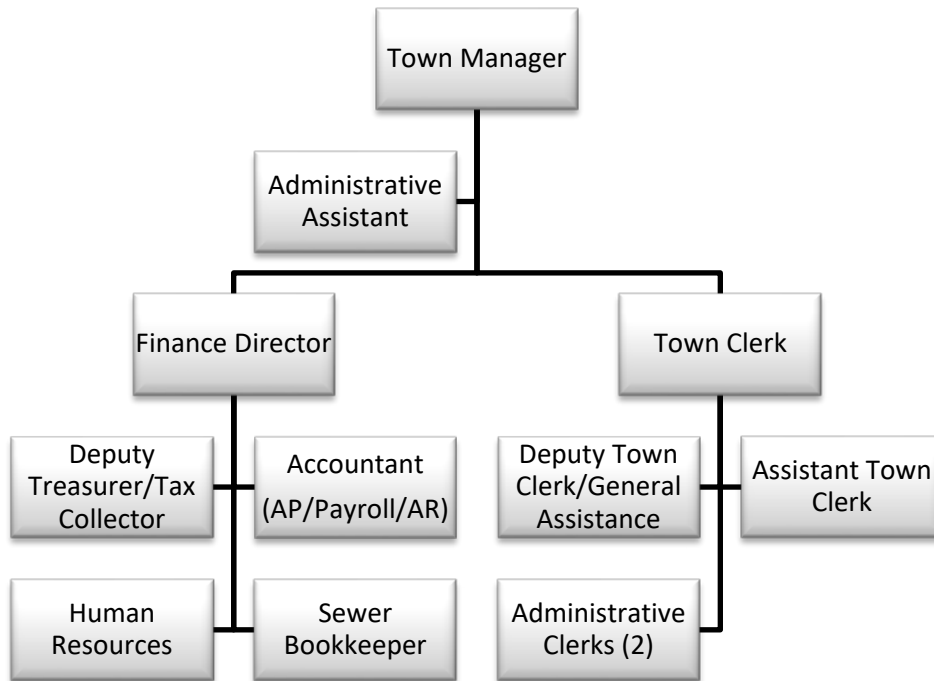 Town Manager
Administrative
Assistant
Finance Director
Town Clerk
Deputy
Treasurer/Tax
Collector
Accountant
(AP/Payroll/AR)
Deputy Town
Clerk/General
Assistance
Assistant Town
Clerk
Human
Resources
Sewer
Bookkeeper
Administrative
Clerks (2)